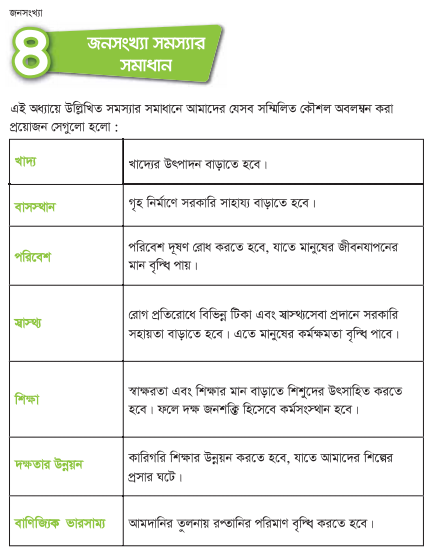 জনসংখ্যা
৪
জনসংখ্যা সমস্যার
সমাধান
এই অধ্যায়ে উল্লিখিত সমস্যার সমাধানে আমাদের যেসব সম্মিলিত কৌশল অবলম্বন করা
প্রয়োজন সেগুলো হলো :
খাদ্য
খাদ্যের উৎপাদন বাড়াতে হবে।
বাসস্থান
গৃহ নির্মাণে সরকারি সাহায্য বাড়াতে হবে।
পরিবেশ
পরিবেশ দূষণ রোধ করতে হবে, যাতে মানুষের জীবনযাপনের
মান বৃদ্ধি পায়।
স্বাস্থ্য
রোগ প্রতিরোধে বিভিন্ন টিকা এবং স্বাস্থ্যসেবা প্রদানে সরকারি
সহায়তা বাড়াতে হবে। এতে মানুষের কর্মক্ষমতা বৃদ্ধি পাবে।
শিক্ষা
স্বাক্ষরতা এবং শিক্ষার মান বাড়াতে শিশুদের উৎসাহিত করতে
হবে। ফলে দক্ষ জনশক্তি হিসেবে কর্মসংস্থান হবে।
দক্ষতার উন্নয়ন
কারিগরি শিক্ষার উন্নয়ন করতে হবে, যাতে আমাদের শিল্পের
প্রসার ঘটে।
বাণিজ্যিক ভারসাম্য
আমদানির তুলনায় রপ্তানির পরিমাণ বৃদ্ধি করতে হবে।